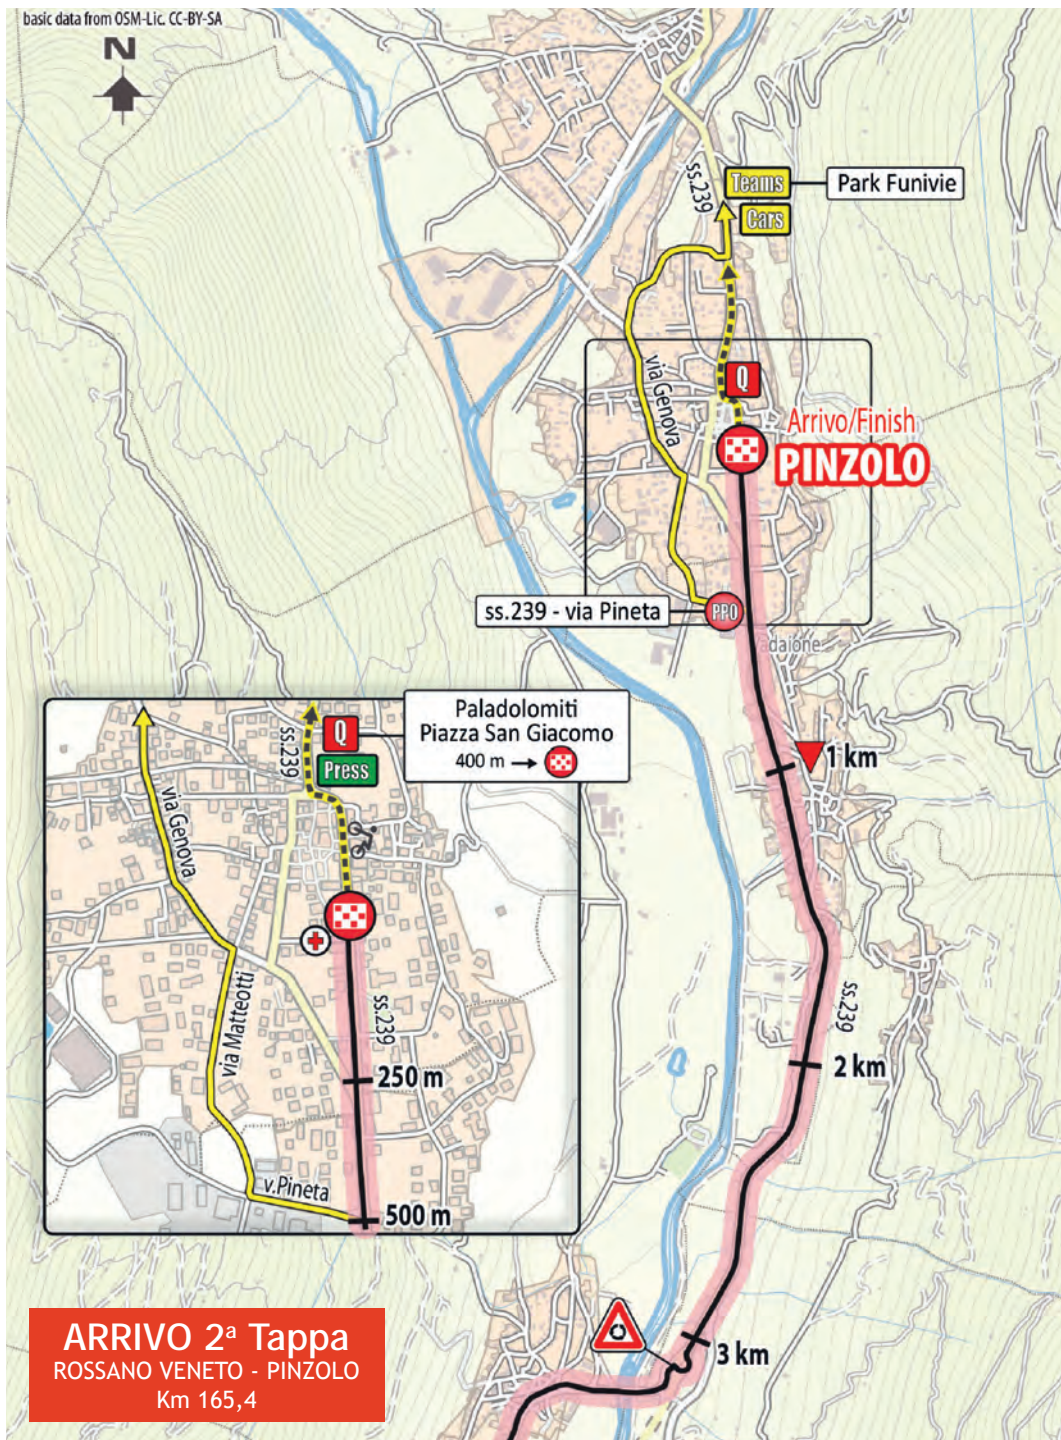 basic data from OSM-Lic. CC-BY-SA
N
ss.239
Teams
Park Funivie
Cars
via Genova
Q
Arrivo/Finish
PINZOLO
ss.239 - via Pineta
PPO
adaione
1 km
ss.239
2 km
3 km
Paladolomiti
Piazza San Giacomo
400 m
Q
Press
ss.239
via Genova
via Matteotti
ss.239
250 m
v.Pineta
500 m
ARRIVO 2ª Tappa
ROSSANO VENETO - PINZOLO
Km 165,4